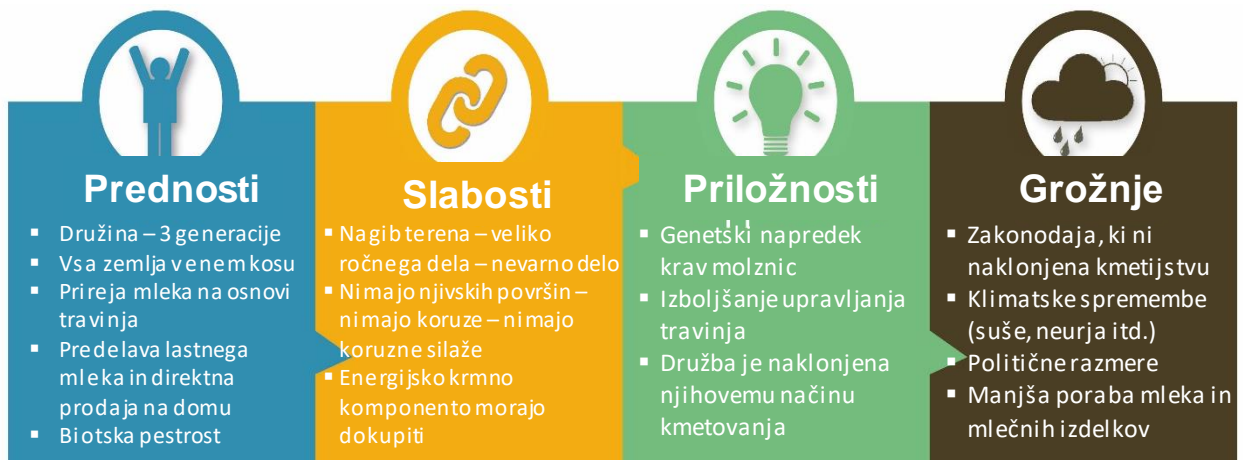 Prednosti
▪ Družina – 3 generacije
▪ Vsa zemlja v enem kosu
▪ Prireja mleka na osnovi
travinja
▪ Predelava lastnega
mleka in direktna
prodaja na domu
▪ Biotska pestrost
Slabosti
▪ Nagib terena – veliko
ročnega dela – nevarno delo
▪ Nimajo njivskih površin –
nimajo koruze – nimajo
koruzne silaže
▪ Energijsko krmno
komponento morajo
dokupiti
Priložnosti
▪ Genetski napredek
krav molznic
▪ Izboljšanje upravljanja
travinja
▪ Družba je naklonjena
njihovemu načinu
kmetovanja
Grožnje
▪ Zakonodaja, ki ni
naklonjena kmetijstvu
▪ Klimatske spremembe
(suše, neurja itd.)
▪ Politične razmere
▪ Manjša poraba mleka in
mlečnih izdelkov